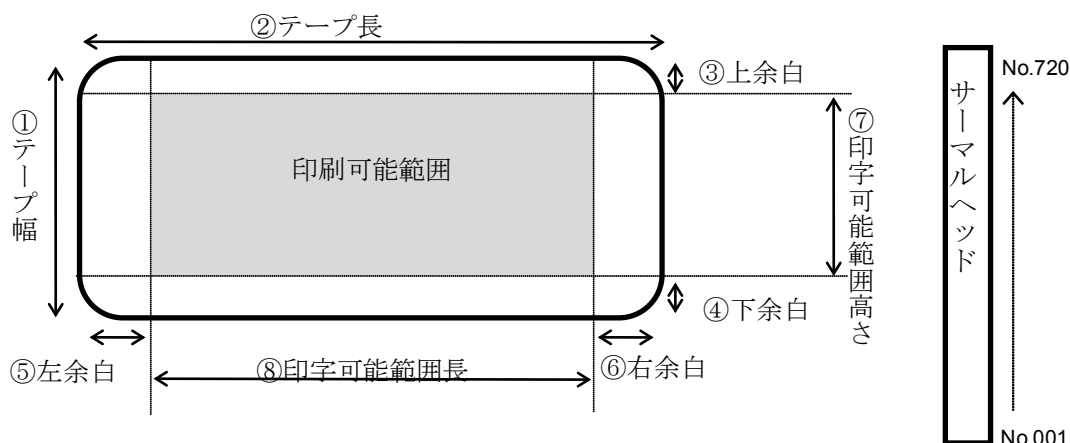 ②テープ長
③上余白
No.720
サーマルヘッド
①テープ幅
⑦印字可能範囲高さ
印刷可能範囲
④下余白
⑤左余白
⑧印字可能範囲長
⑥右余白
No.001